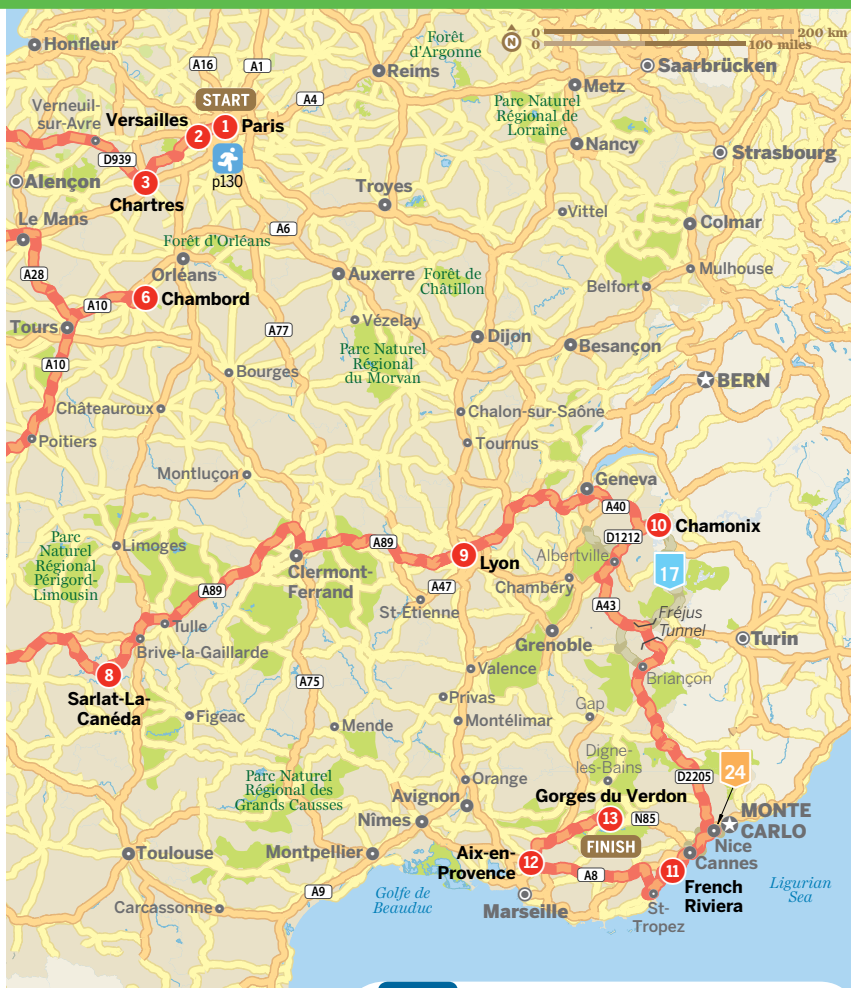 Honfleur
A16
A1
Forêt
d'Argonne
N
0
200 km
0
100 miles
Reims
Saarbrücken
Metz
START
A4
Parc Naturel
Régional de
Lorraine
Verneuil-
sur-Avre
Versailles
2
1
Paris
Nancy
Strasbourg
D939
p130
Alençon
3
Chartres
Troyes
Vittel
Colmar
Le Mans
A6
Forêt d'Orléans
Orléans
Auxerre
Forêt de
Châtillon
Mulhouse
Belfort
A28
A10
6
Chambord
Tours
A77
Vézelay
Dijon
Besançon
Parc Naturel
Régional
du Morvan
A10
Bourges
BERN
Châteauroux
Chalon-sur-Saône
Poitiers
Tournus
Montluçon
Geneva
A40
10
Chamonix
D1212
Parc
Naturel
Régional
Périgord-
Limousin
Limoges
A89
9
Lyon
Albertville
Clermont-
Ferrand
17
A89
A47
Chambéry
St-Étienne
A43
Fréjus
Tunnel
Tulle
Brive-la-Gaillarde
Grenoble
Turin
8
Sarlat-La-
Canéda
A75
Valence
Briançon
Privas
Figeac
Mende
Montélimar
Gap
Digne-
les-Bains
24
Parc Naturel
Régional des
Grands Causses
Orange
D2205
Avignon
Gorges du Verdon
13
N85
MONTE
CARLO
Nîmes
FINISH
Nice
Toulouse
Montpellier
Aix-en-
Provence
12
A8
Cannes
11
French
Riviera
A9
Golfe de
Beauduc
Marseille
St-
Tropez
Ligurian
Sea
Carcassonne